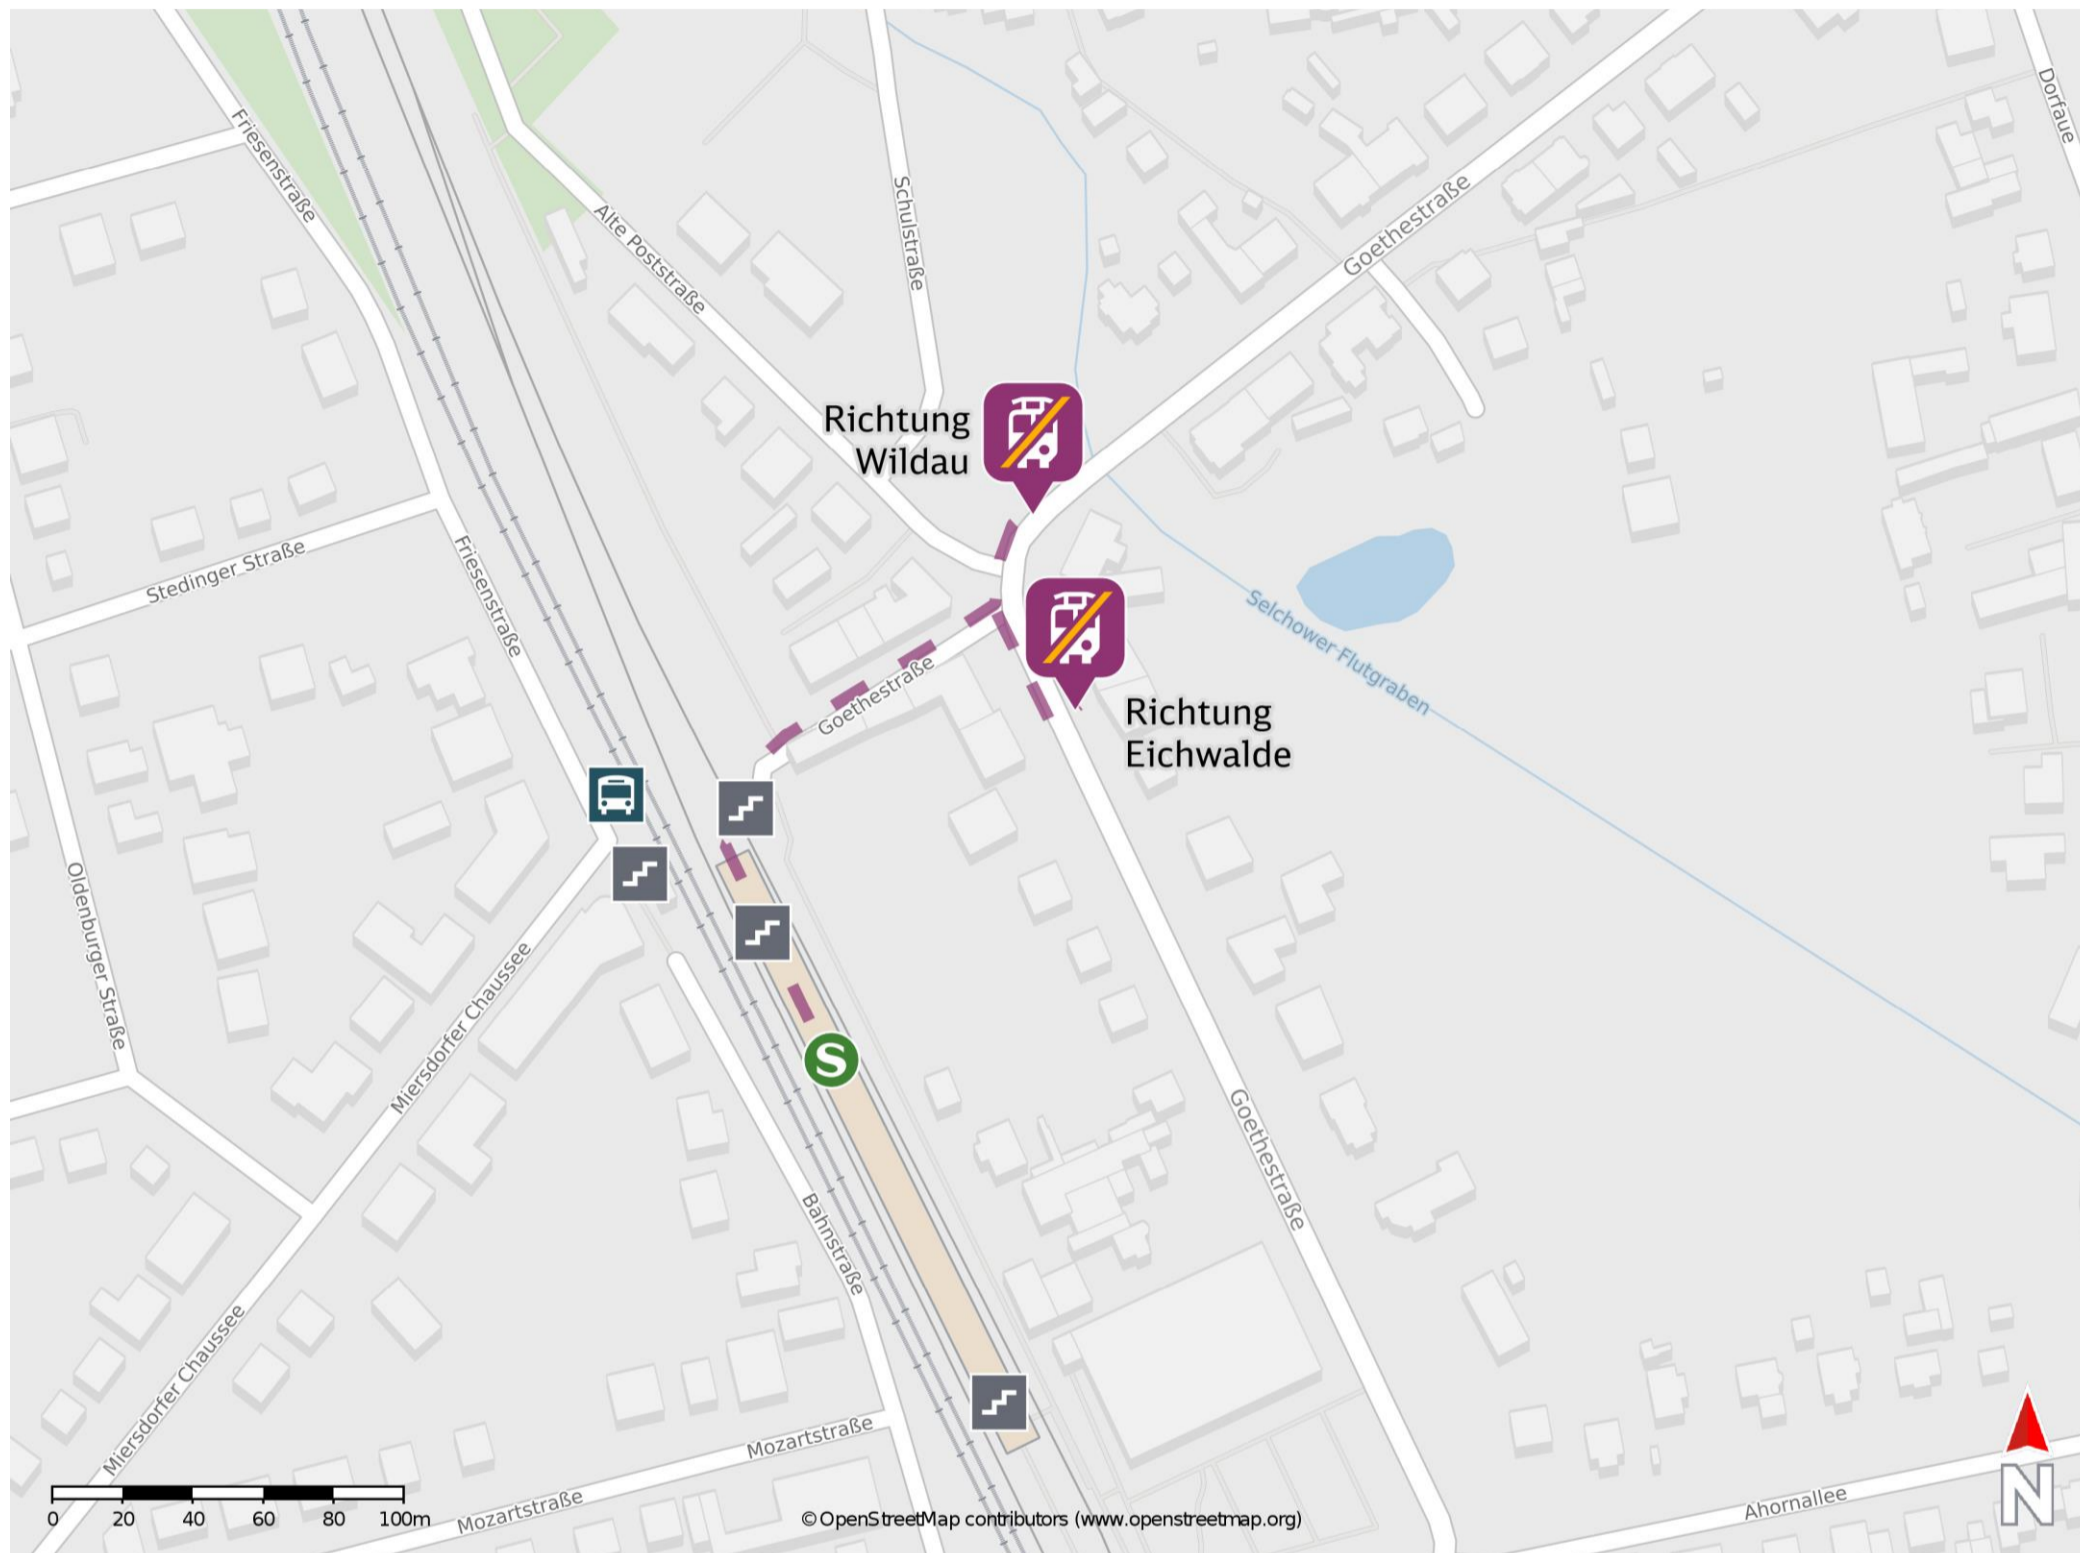 Dorfaue
Friesenstraße
Schulstraße
Goethestraße
Alte Poststraße
Richtung
Wildau
Stedinger Straße
Friesenstraße
Selchower Flutgraben
Goethestraße
Richtung
Eichwalde
Oldenburger Straße
Miersdorfer Chaussee
S
Goethestraße
Bahnstraße
Miersdorfer Chaussee
Mozartstraße
Mozartstraße
Ahornallee
N
0 20 40 60 80 100m
© OpenStreetMap contributors (www.openstreetmap.org)